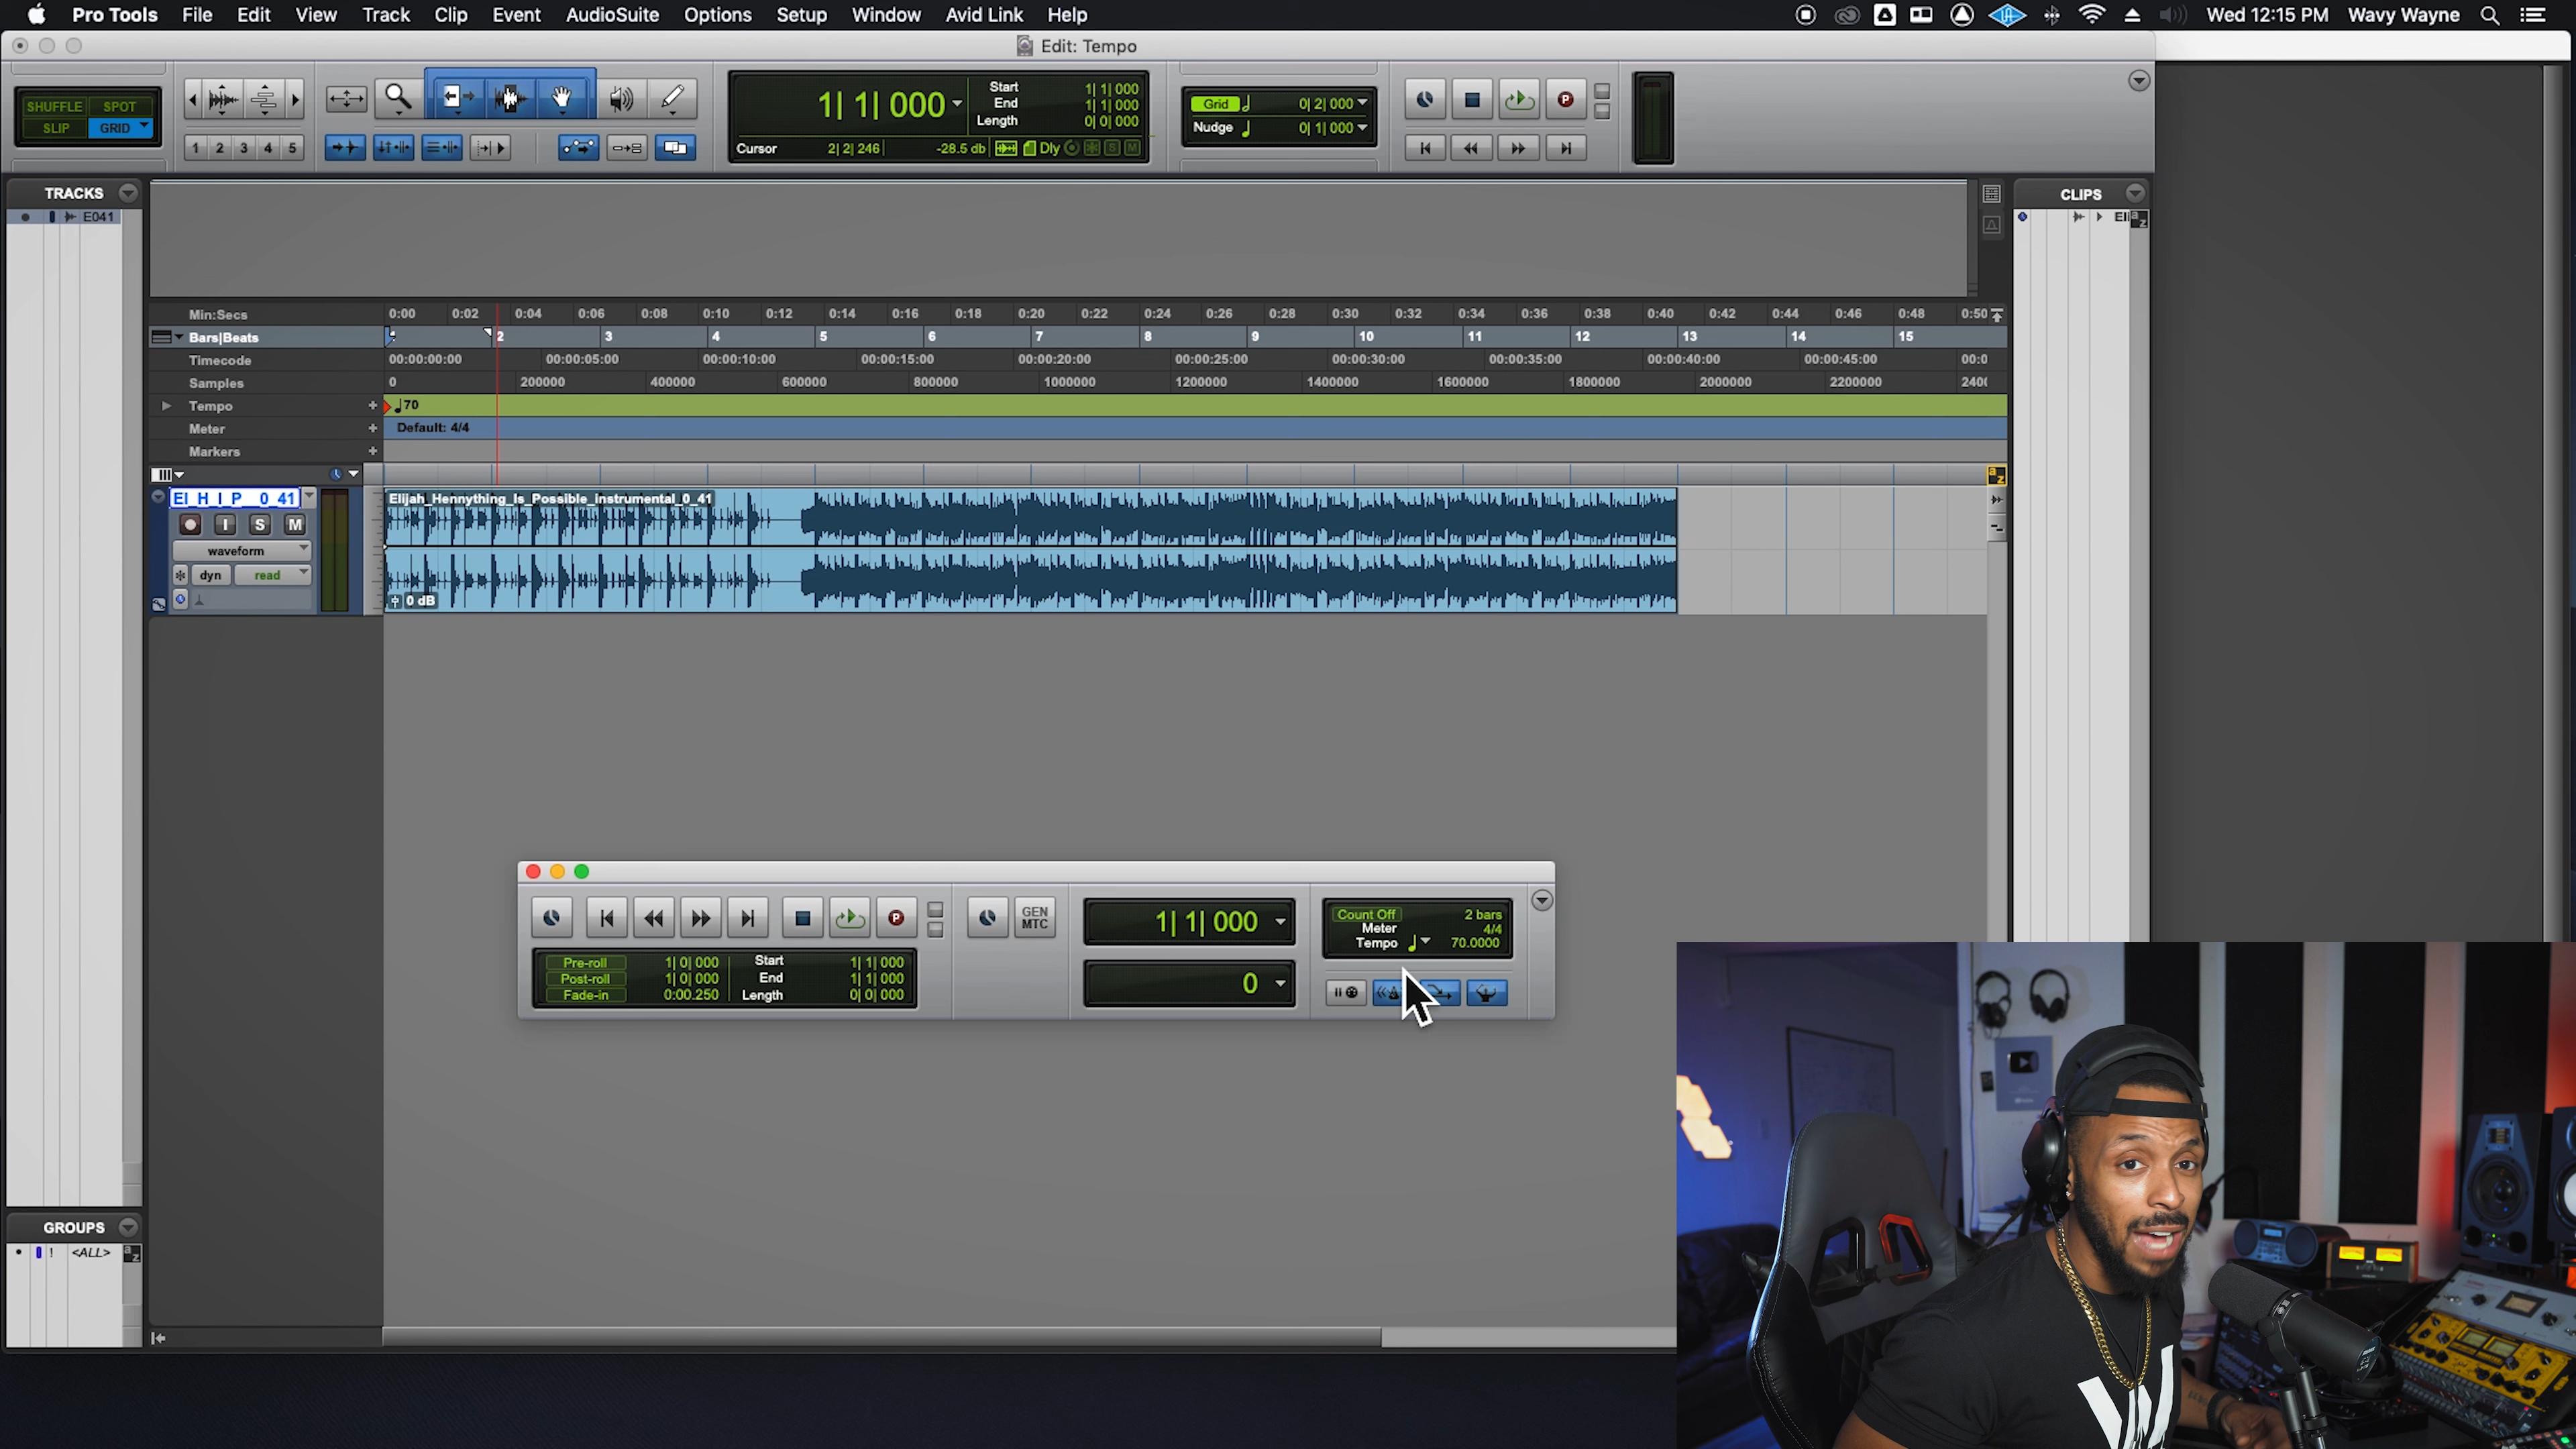 Pro Tools File Edit View Track Clip Event AudioSuite Options Setup Window Avid Link Help Wed 12:15 PM Wavy Wayne
Edit: Tempo
SHUFFLE SPOT
SLIP GRID
1 2 3 4 5
1| 1| 000
Start 1| 1| 000
End 1| 1| 000
Length 0| 0| 000
Cursor 2| 2| 246 -28.5 db Dly S M
Grid 0| 2| 000
Nudge 0| 1| 000
P
TRACKS
E041
CLIPS
Eli
a z
Min:Secs 0:00 0:02 0:04 0:06 0:08 0:10 0:12 0:14 0:16 0:18 0:20 0:22 0:24 0:26 0:28 0:30 0:32 0:34 0:36 0:38 0:40 0:42 0:44 0:46 0:48 0:50
Bars|Beats 2 3 4 5 6 7 8 9 10 11 12 13 14 15
Timecode 00:00:00:00 00:00:05:00 00:00:10:00 00:00:15:00 00:00:20:00 00:00:25:00 00:00:30:00 00:00:35:00 00:00:40:00 00:00:45:00 00:0
Samples 0 200000 400000 600000 800000 1000000 1200000 1400000 1600000 1800000 2000000 2200000 240(
Tempo + 70
Meter + Default: 4/4
Markers +
a z
El_H_I_P__0_41
Elijah_Hennything_Is_Possible_instrumental_0_41
I S M
waveform
dyn read
0 dB
GEN MTC
P
1| 1| 000
Count Off 2 bars
Meter 4/4
Tempo 70.0000
Pre-roll 1| 0| 000
Post-roll 1| 0| 000
Fade-in 0:00.250
Start 1| 1| 000
End 1| 1| 000
Length 0| 0| 000
0
GROUPS
! <ALL>
a z
W